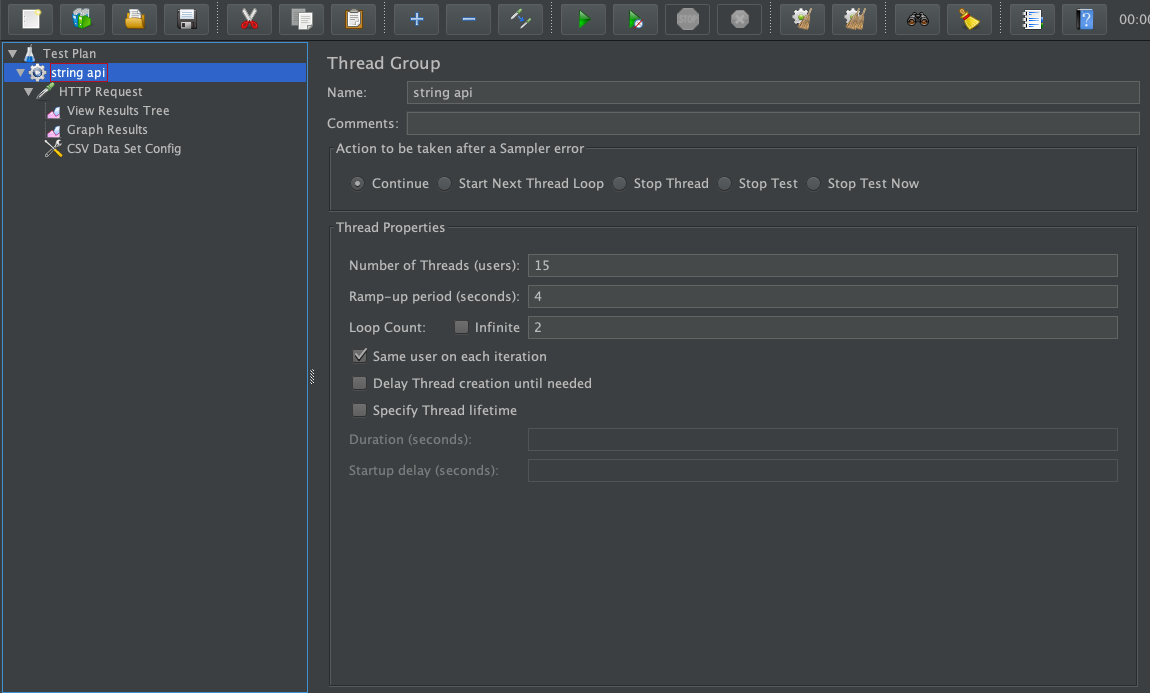 STOP
00:00
Test Plan
string api
HTTP Request
View Results Tree
Graph Results
CSV Data Set Config
Thread Group
Name: string api
Comments:
Action to be taken after a Sampler error
Continue Start Next Thread Loop Stop Thread Stop Test Stop Test Now
Thread Properties
Number of Threads (users): 15
Ramp-up period (seconds): 4
Loop Count: Infinite 2
Same user on each iteration
Delay Thread creation until needed
Specify Thread lifetime
Duration (seconds):
Startup delay (seconds):